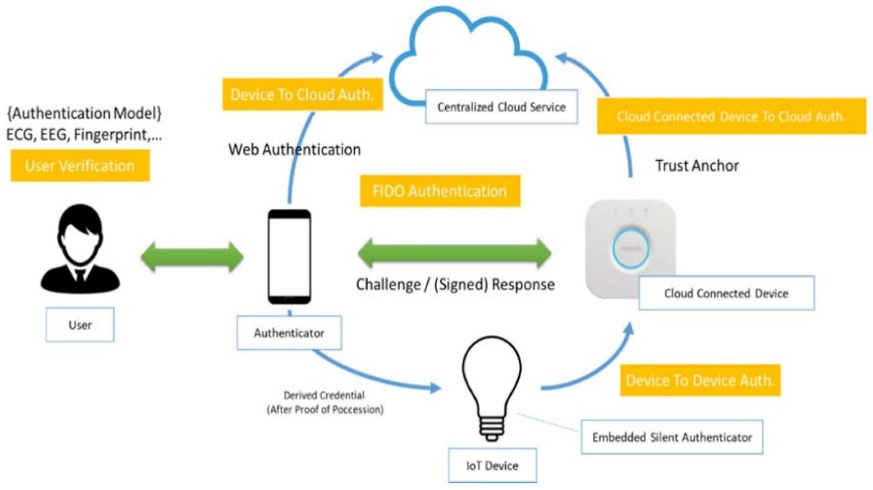 Device To Cloud Auth.
Centralized Cloud Service
Cloud Connected Device To Cloud Auth.
{Authentication Model}
ECG, EEG, Fingerprint,...
User Verification
Web Authentication
Trust Anchor
FIDO Authentication
PHILIPS
Challenge / (Signed) Response
Cloud Connected Device
User
Authenticator
Derived Credential
(After Proof of Poccession)
Device To Device Auth.
Embedded Silent Authenticator
IoT Device